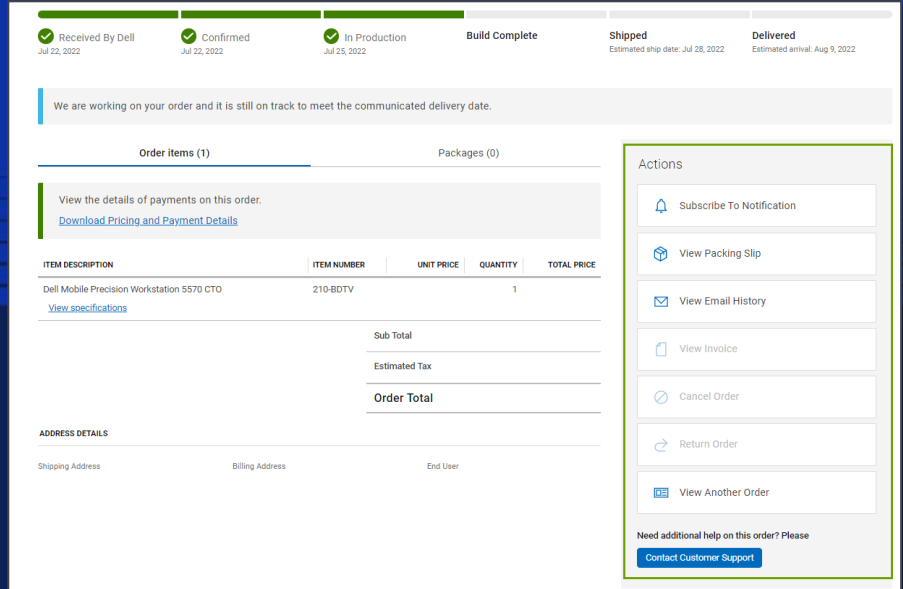 Received By Dell
Jul 22, 2022
Confirmed
Jul 22, 2022
In Production
Jul 25, 2022
Build Complete
Shipped
Estimated ship date: Jul 28, 2022
Delivered
Estimated arrival: Aug 9, 2022
We are working on your order and it is still on track to meet the communicated delivery date.
Order items (1)
Packages (0)
View the details of payments on this order.
Download Pricing and Payment Details
ITEM DESCRIPTION ITEM NUMBER UNIT PRICE QUANTITY TOTAL PRICE
Dell Mobile Precision Workstation 5570 CTO 210-BDTV 1
View specifications
Sub Total
Estimated Tax
Order Total
ADDRESS DETAILS
Shipping Address Billing Address End User
Actions
Subscribe To Notification
View Packing Slip
View Email History
View Invoice
Cancel Order
Return Order
View Another Order
Need additional help on this order? Please
Contact Customer Support